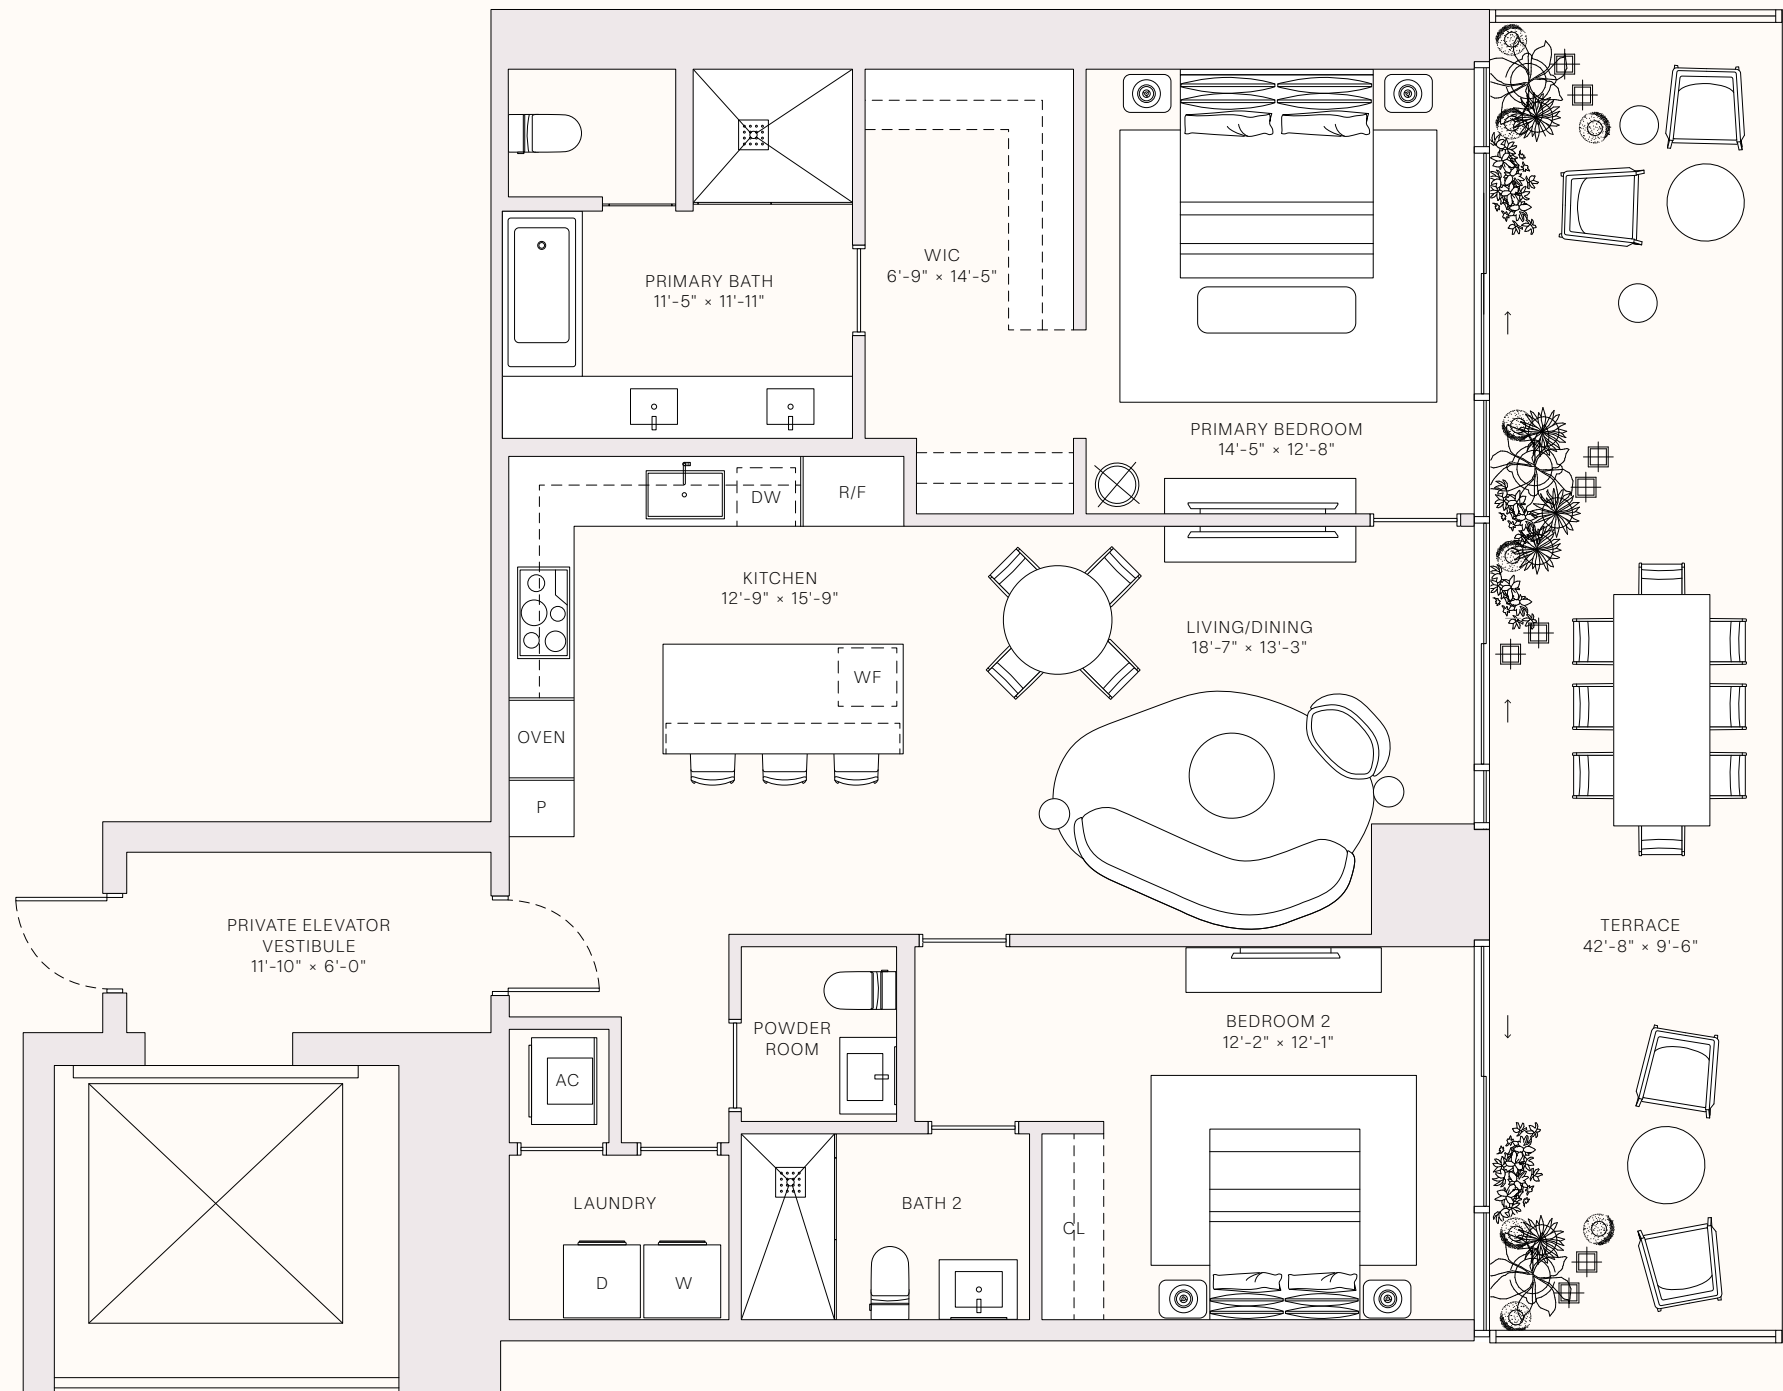 WIC
6'-9" × 14'-5"
PRIMARY BATH
11'-5" × 11'-11"
PRIMARY BEDROOM
14'-5" × 12'-8"
DW
R/F
KITCHEN
12'-9" × 15'-9"
LIVING/DINING
18'-7" × 13'-3"
WF
OVEN
P
PRIVATE ELEVATOR
VESTIBULE
11'-10" × 6'-0"
TERRACE
42'-8" × 9'-6"
POWDER
ROOM
BEDROOM 2
12'-2" × 12'-1"
AC
LAUNDRY
BATH 2
CL
D
W